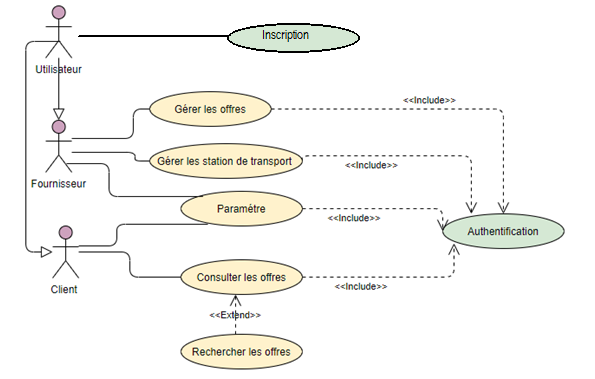 Inscription
Utilisateur
Gérer les offres
<<Include>>
Gérer les station de transport
<<Include>>
Fournisseur
Paramétre
<<Include>>
Authentification
Client
Consulter les offres
<<Include>>
<<Extend>>
Rechercher les offres